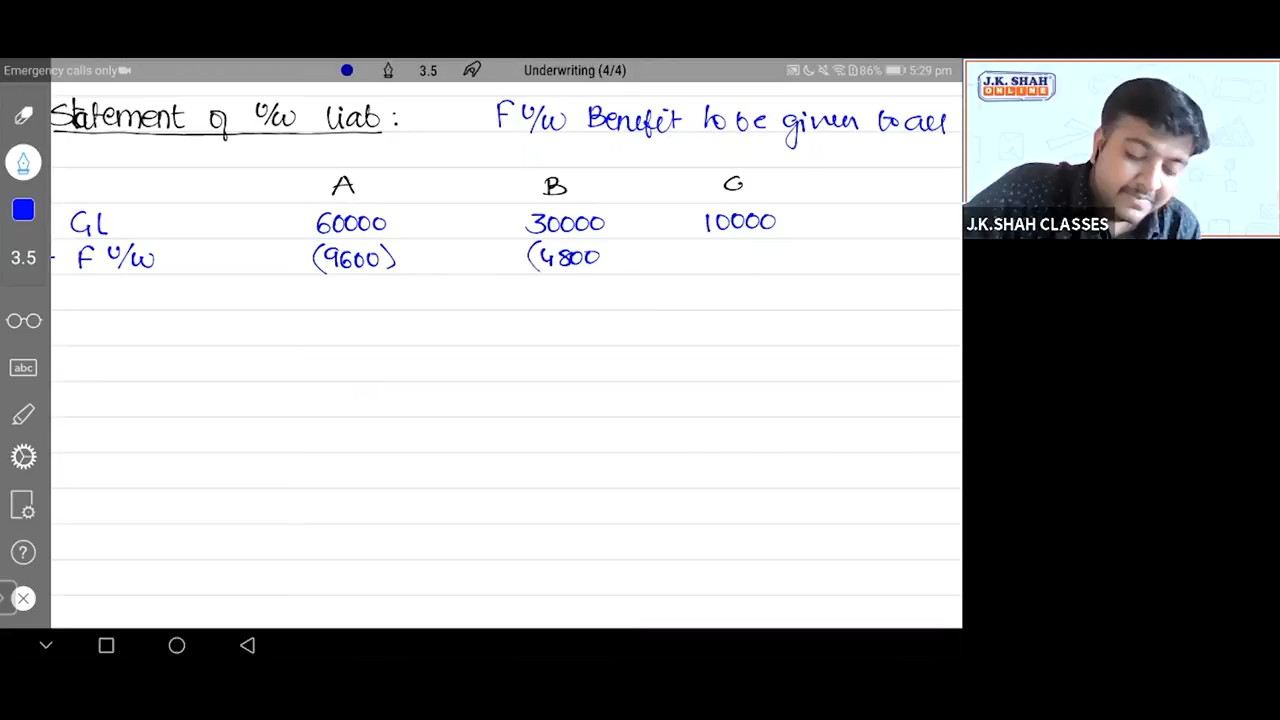 Emergency calls only 3.5 Underwriting (4/4) 86% 5:29 pm
J.K. SHAH
ONLINE
Statement of U/W Liab : F U/W Benefit to be given to all
A B C
GL 60000 30000 10000
- F U/W (9600) (4800
J.K.SHAH CLASSES
3.5
abc
?